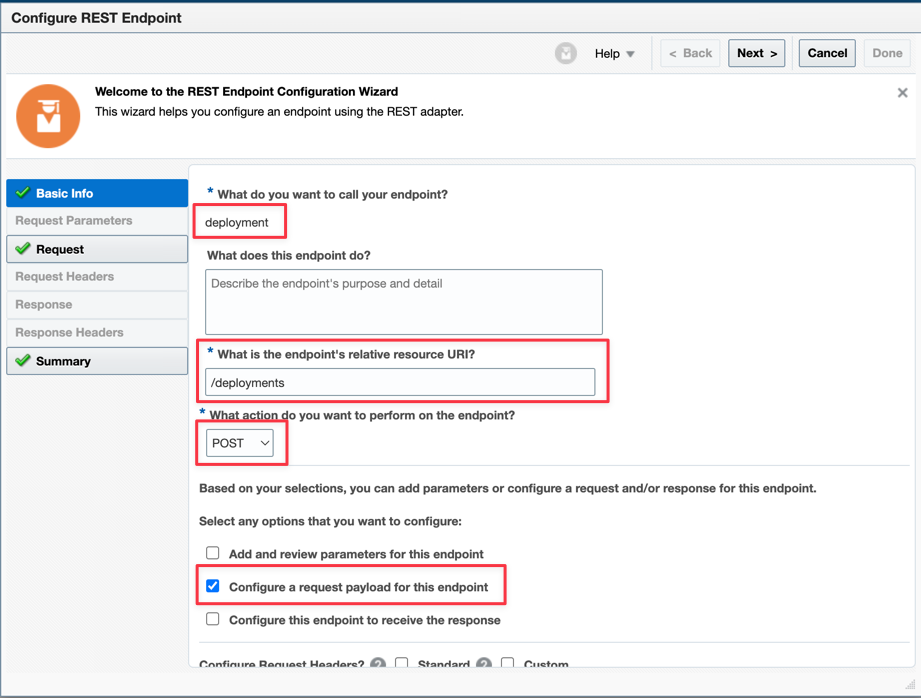 Configure REST Endpoint
Help
< Back
Next >
Cancel
Done
Welcome to the REST Endpoint Configuration Wizard
This wizard helps you configure an endpoint using the REST adapter.
Basic Info
Request Parameters
Request
Request Headers
Response
Response Headers
Summary
* What do you want to call your endpoint?
deployment
What does this endpoint do?
Describe the endpoint's purpose and detail
* What is the endpoint's relative resource URI?
/deployments
* What action do you want to perform on the endpoint?
POST
Based on your selections, you can add parameters or configure a request and/or response for this endpoint.
Select any options that you want to configure:
Add and review parameters for this endpoint
Configure a request payload for this endpoint
Configure this endpoint to receive the response
Configure Request Headers? ? Standard ? Custom